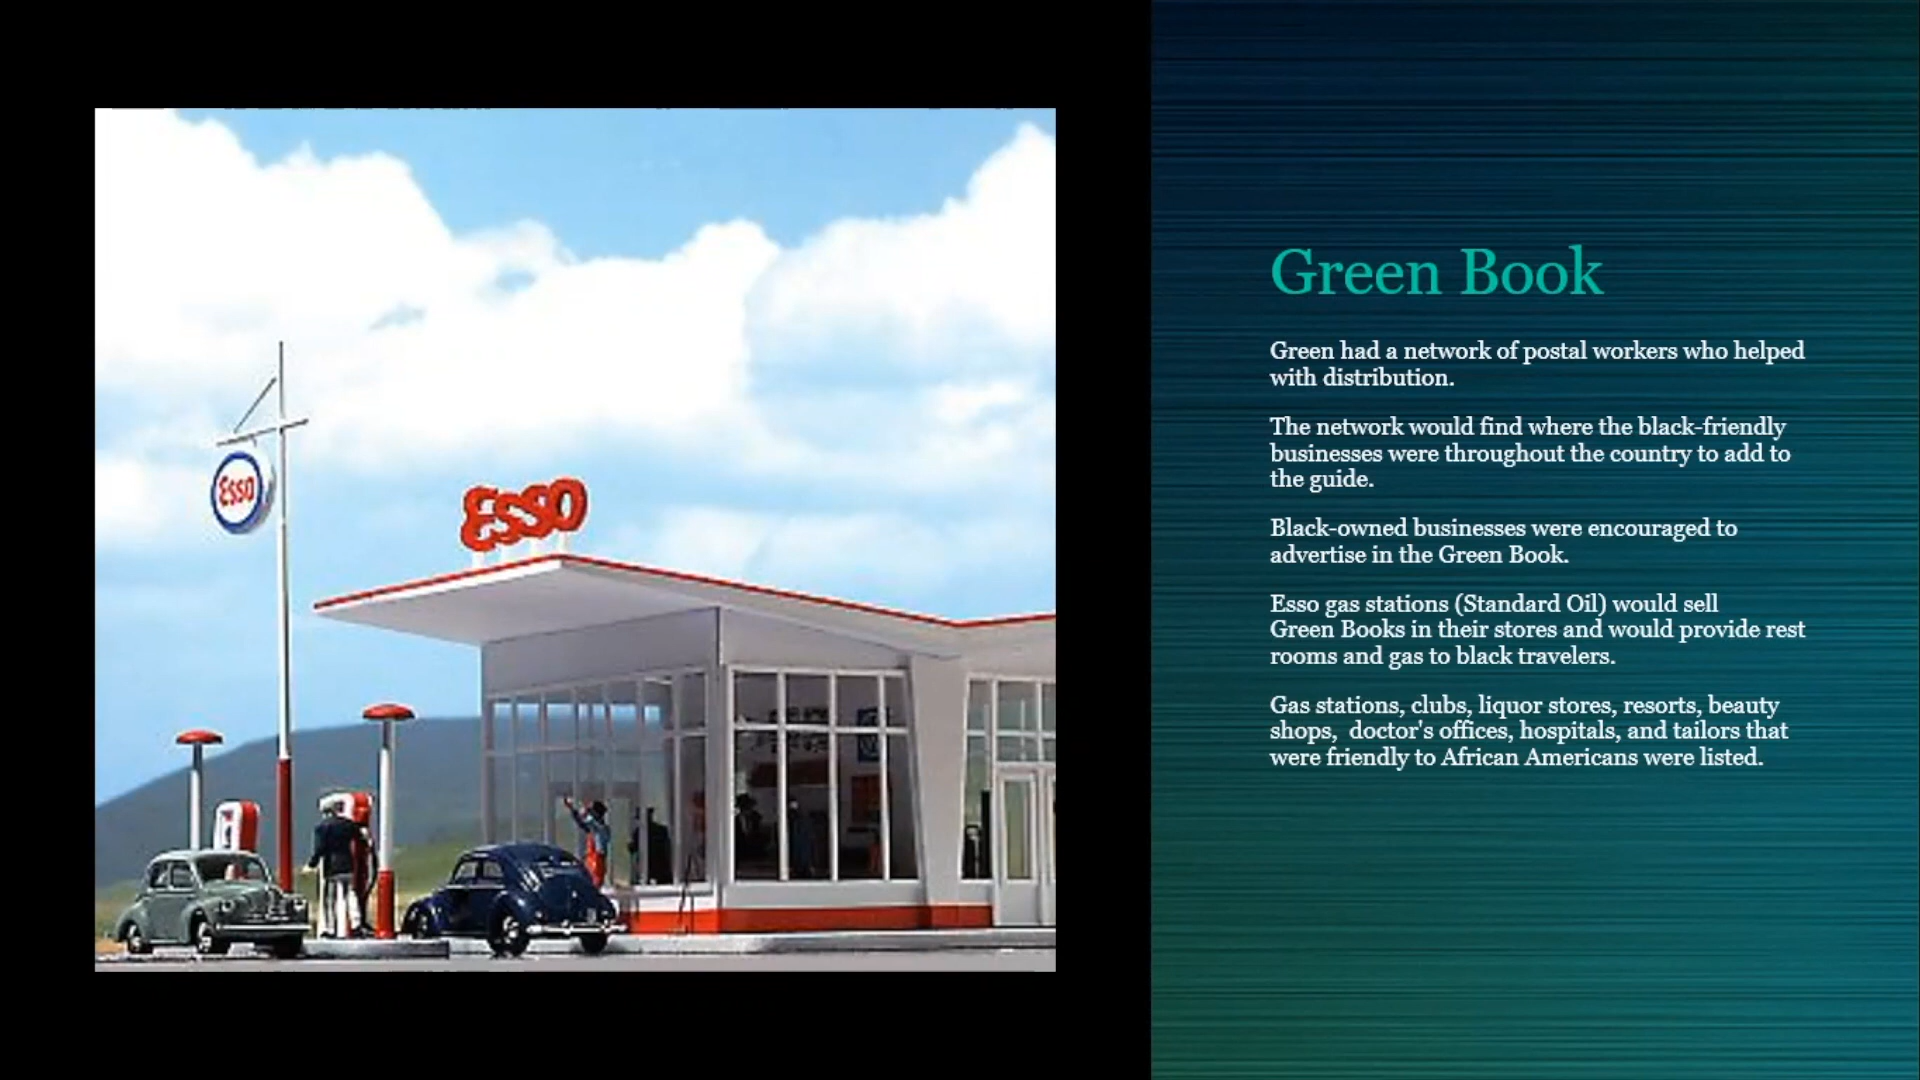 Esso
ESSO
Green Book
Green had a network of postal workers who helped
with distribution.
The network would find where the black-friendly
businesses were throughout the country to add to
the guide.
Black-owned businesses were encouraged to
advertise in the Green Book.
Esso gas stations (Standard Oil) would sell
Green Books in their stores and would provide rest
rooms and gas to black travelers.
Gas stations, clubs, liquor stores, resorts, beauty
shops,  doctor's offices, hospitals, and tailors that
were friendly to African Americans were listed.